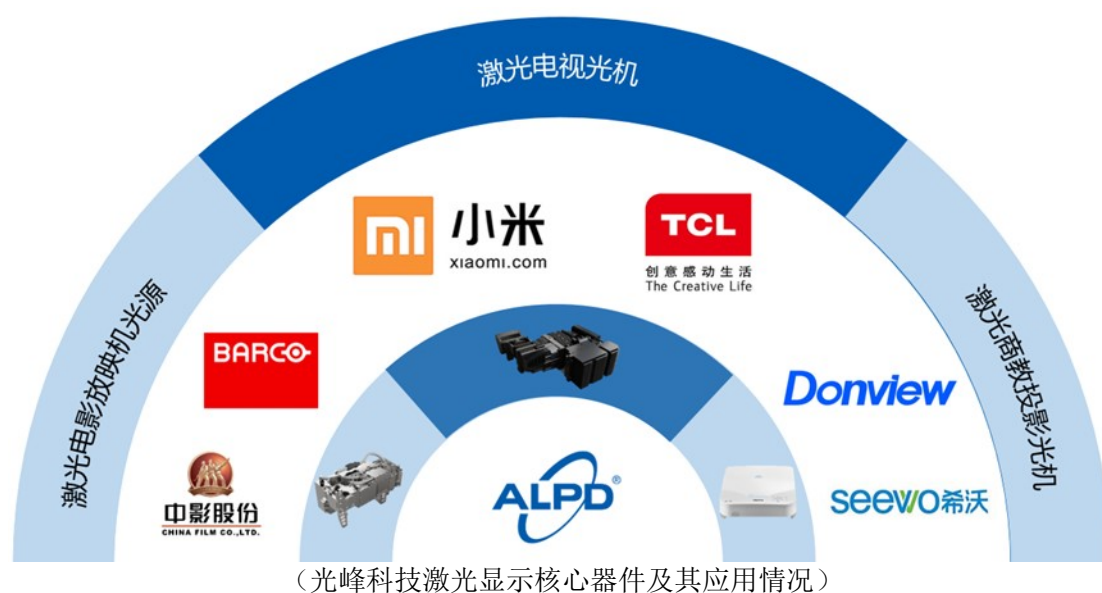 激光电视光机
小米
xiaomi.com
TCL
创意感动生活
The Creative Life
激光电影放映机光源
BARCO
中影股份
CHINA FILM CO.,LTD.
激光商教投影光机
Donview
seewo希沃
ALPD®
（光峰科技激光显示核心器件及其应用情况）